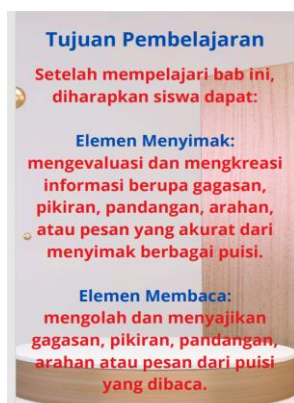 Tujuan Pembelajaran
Setelah mempelajari bab ini,
diharapkan siswa dapat:
Elemen Menyimak:
mengevaluasi dan mengkreasi
informasi berupa gagasan,
pikiran, pandangan, arahan,
atau pesan yang akurat dari
menyimak berbagai puisi.
Elemen Membaca:
mengolah dan menyajikan
gagasan, pikiran, pandangan,
arahan atau pesan dari puisi
yang dibaca.